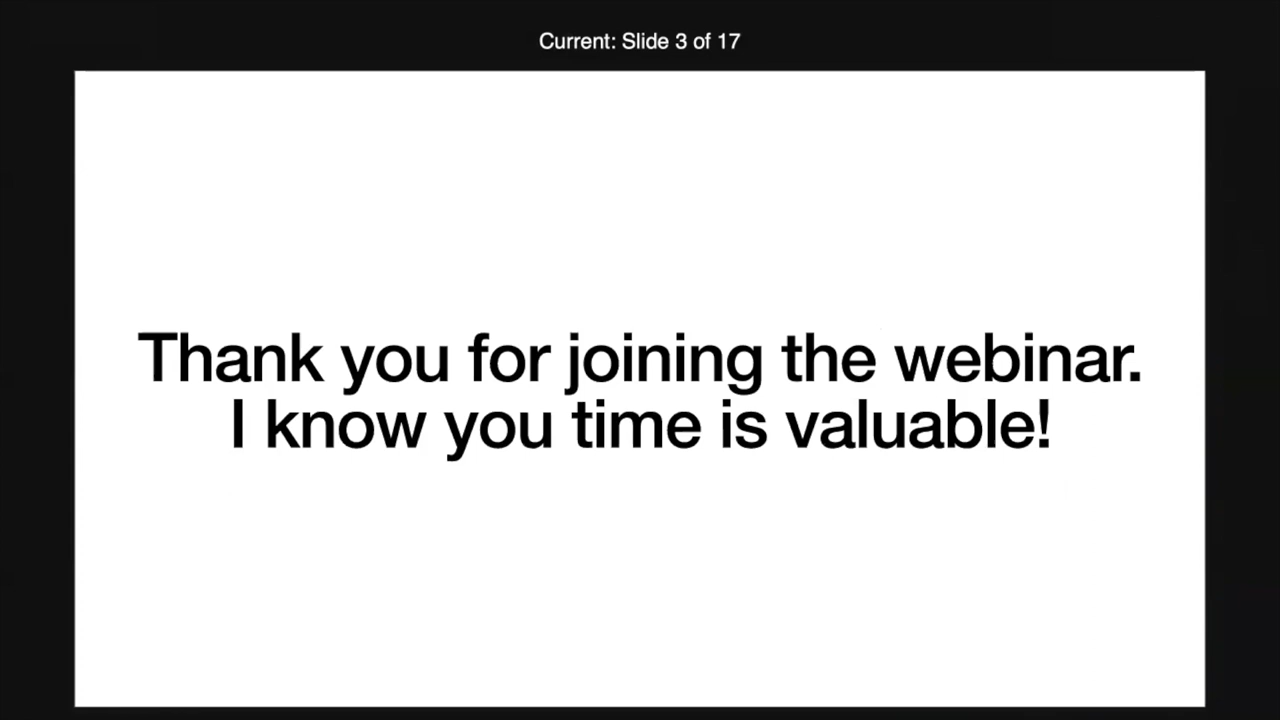 Current: Slide 3 of 17
Thank you for joining the webinar.
I know you time is valuable!